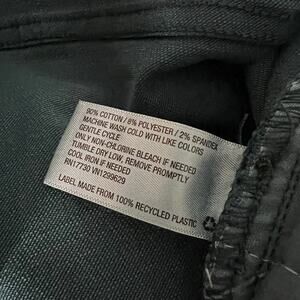 90% COTTON / 8% POLYESTER / 2% SPANDEX
MACHINE WASH COLD WITH LIKE COLORS
GENTLE CYCLE
ONLY NON-CHLORINE BLEACH IF NEEDED
TUMBLE DRY LOW, REMOVE PROMPTLY
COOL IRON IF NEEDED
RN17730 VN1299629
LABEL MADE FROM 100% RECYCLED PLASTIC